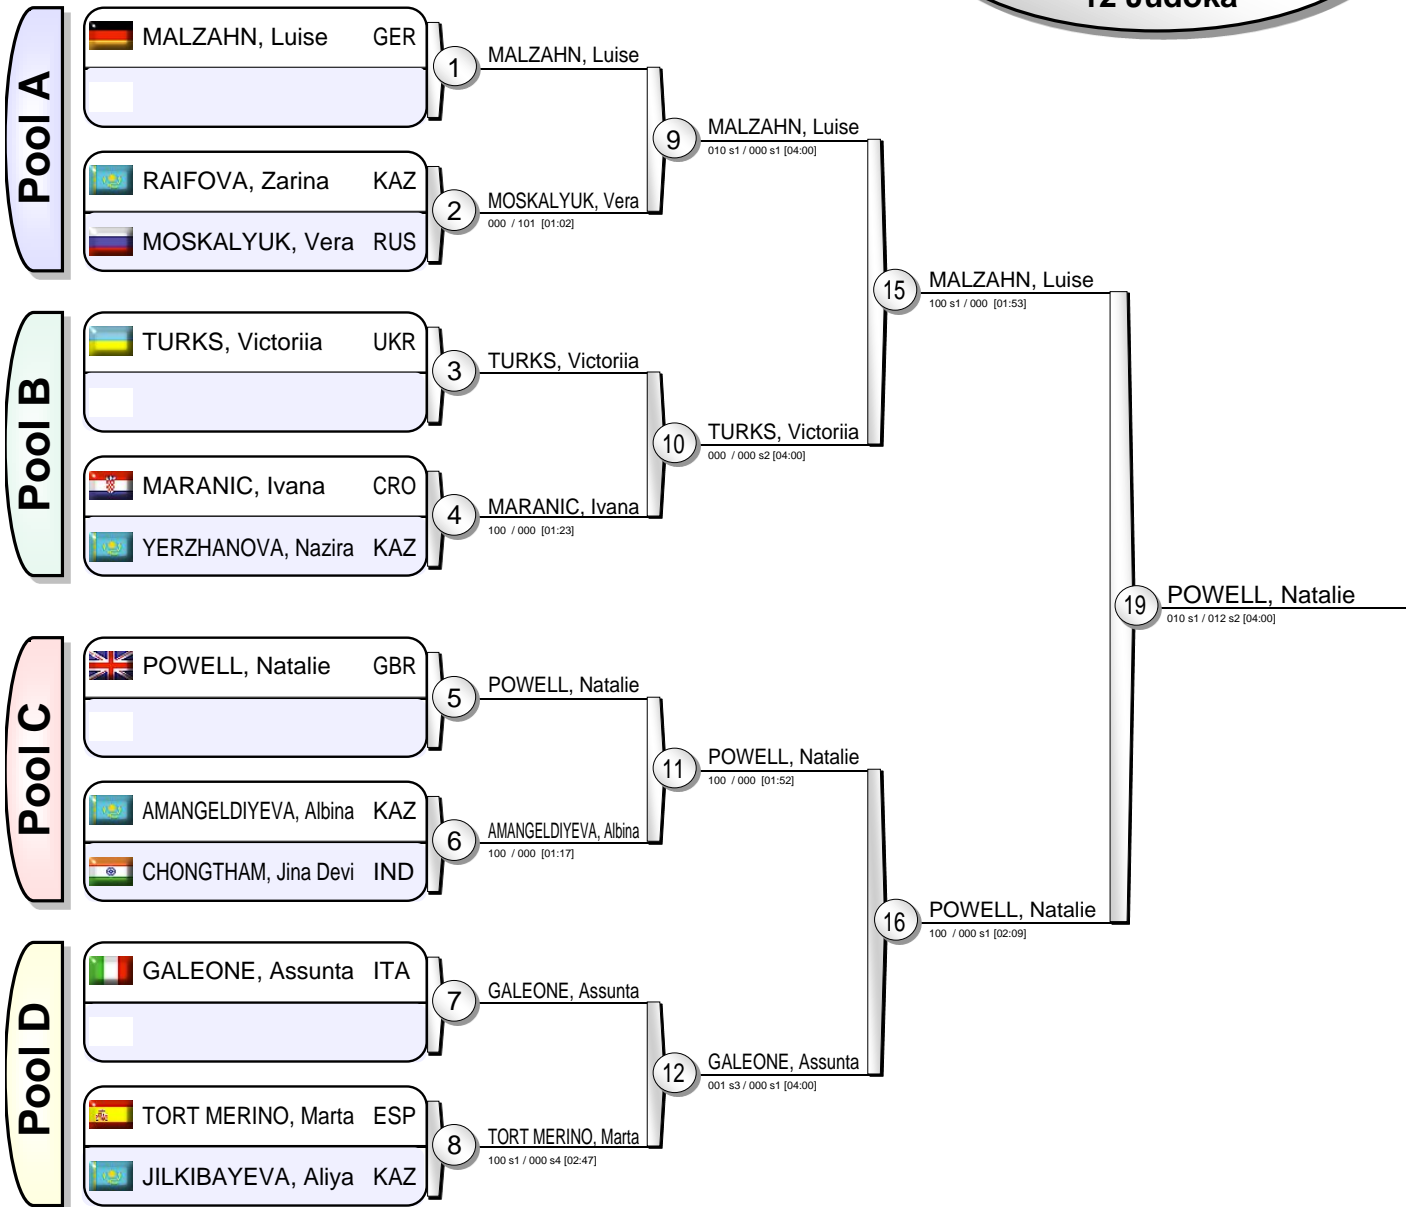 12 Judoka
Pool A
MALZAHN, Luise GER
1
MALZAHN, Luise
RAIFOVA, Zarina KAZ
MOSKALYUK, Vera RUS
2
MOSKALYUK, Vera
000 / 101 [01:02]
9
MALZAHN, Luise
010 s1 / 000 s1 [04:00]
Pool B
TURKS, Victoriia UKR
3
TURKS, Victoriia
MARANIC, Ivana CRO
YERZHANOVA, Nazira KAZ
4
MARANIC, Ivana
100 / 000 [01:23]
10
TURKS, Victoriia
000 / 000 s2 [04:00]
15
MALZAHN, Luise
100 s1 / 000 [01:53]
Pool C
POWELL, Natalie GBR
5
POWELL, Natalie
AMANGELDIYEVA, Albina KAZ
CHONGTHAM, Jina Devi IND
6
AMANGELDIYEVA, Albina
100 / 000 [01:17]
11
POWELL, Natalie
100 / 000 [01:52]
Pool D
GALEONE, Assunta ITA
7
GALEONE, Assunta
TORT MERINO, Marta ESP
JILKIBAYEVA, Aliya KAZ
8
TORT MERINO, Marta
100 s1 / 000 s4 [02:47]
12
GALEONE, Assunta
001 s3 / 000 s1 [04:00]
16
POWELL, Natalie
100 / 000 s1 [02:09]
19
POWELL, Natalie
010 s1 / 012 s2 [04:00]